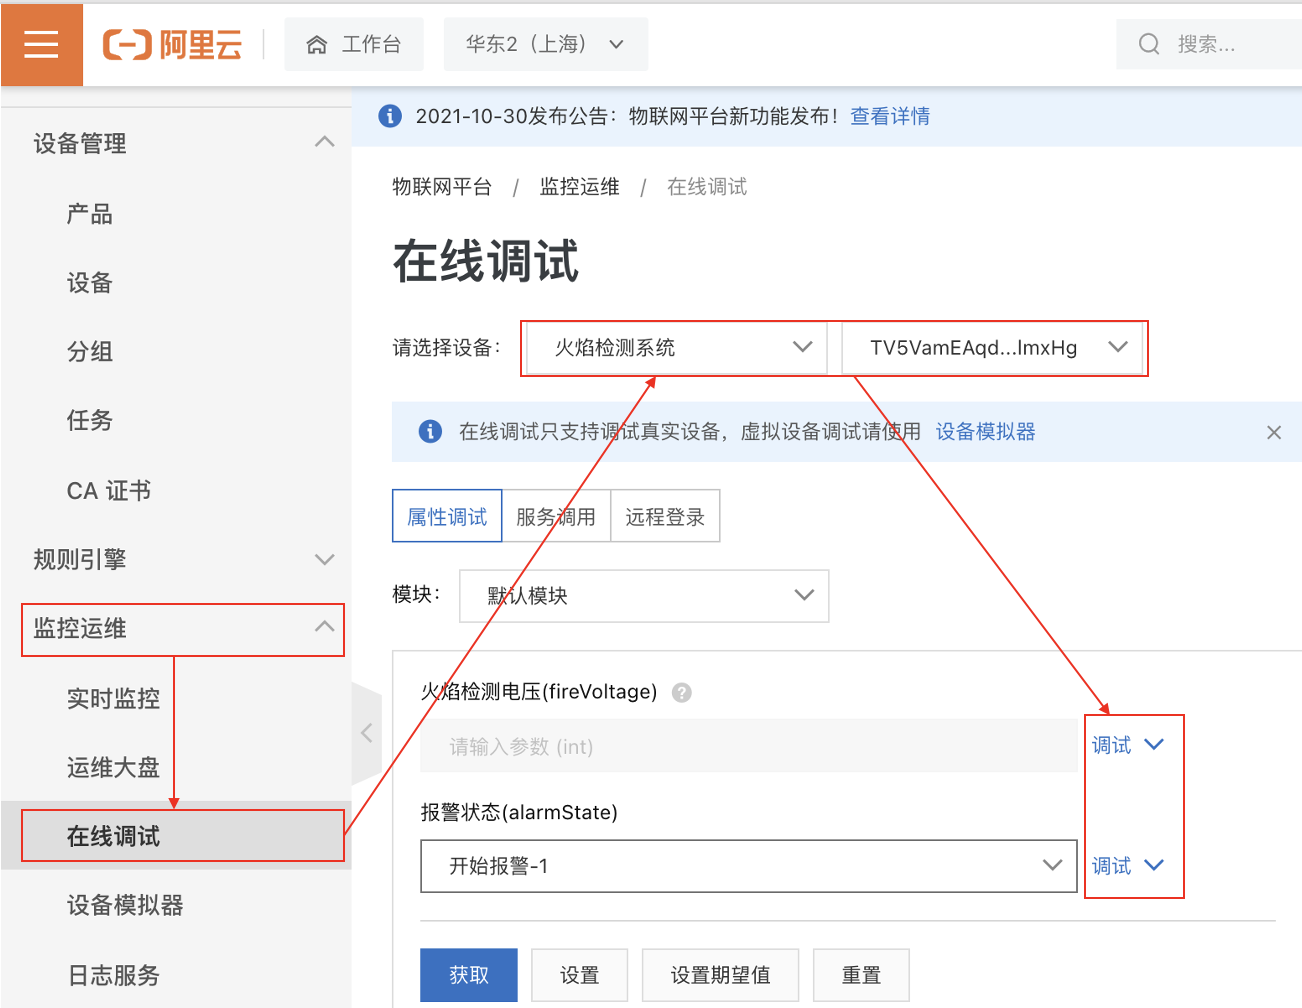 阿里云
工作台
华东2（上海）
搜索...
设备管理
产品
设备
分组
任务
CA 证书
规则引擎
监控运维
实时监控
运维大盘
在线调试
设备模拟器
日志服务
2021-10-30发布公告：物联网平台新功能发布！ 查看详情
物联网平台 / 监控运维 / 在线调试
在线调试
请选择设备： 火焰检测系统 TV5VamEAqd...lmxHg
在线调试只支持调试真实设备，虚拟设备调试请使用 设备模拟器
属性调试 服务调用 远程登录
模块： 默认模块
火焰检测电压(fireVoltage) ?
请输入参数 (int) 调试
报警状态(alarmState)
开始报警-1 调试
获取 设置 设置期望值 重置